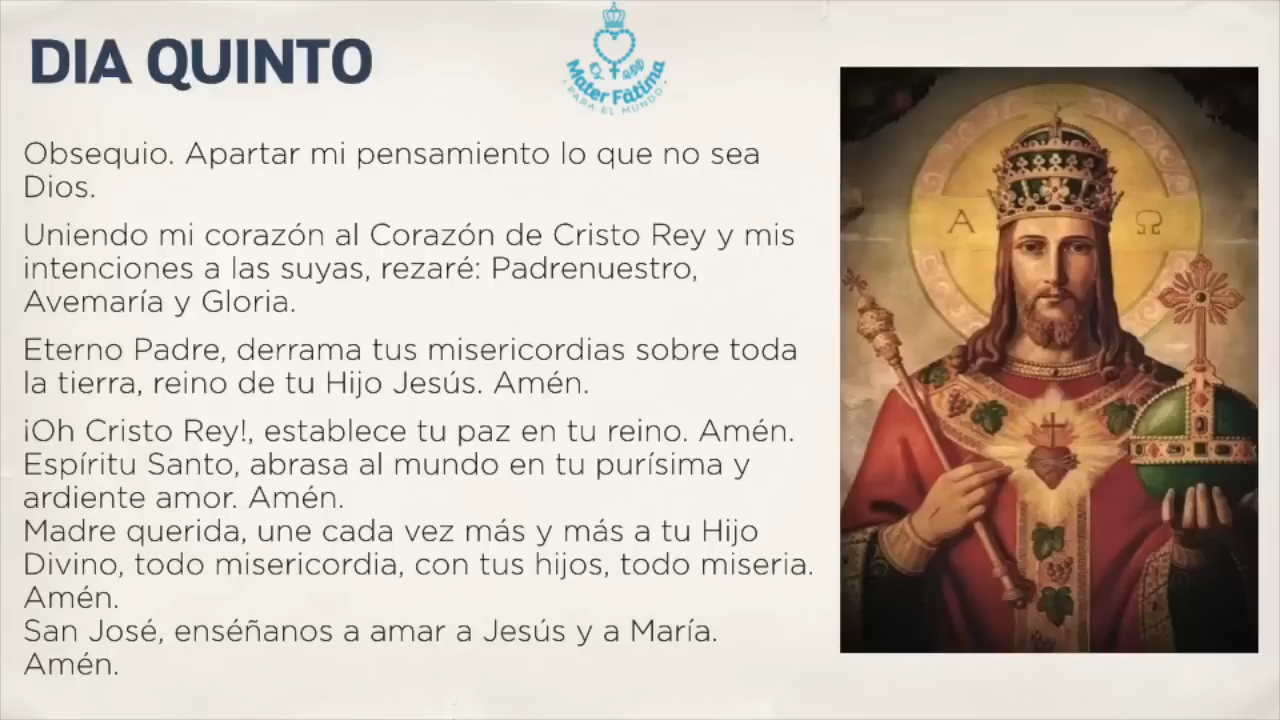 DIA QUINTO
Mater Fátima
PARA EL MUNDO
Obsequio. Apartar mi pensamiento lo que no sea
Dios.
Uniendo mi corazón al Corazón de Cristo Rey y mis
intenciones a las suyas, rezaré: Padrenuestro,
Avemaría y Gloria.
Eterno Padre, derrama tus misericordias sobre toda
la tierra, reino de tu Hijo Jesús. Amén.
¡Oh Cristo Rey!, establece tu paz en tu reino. Amén.
Espíritu Santo, abrasa al mundo en tu purísima y
ardiente amor. Amén.
Madre querida, une cada vez más y más a tu Hijo
Divino, todo misericordia, con tus hijos, todo miseria.
Amén.
San José, enséñanos a amar a Jesús y a María.
Amén.
Α Ω